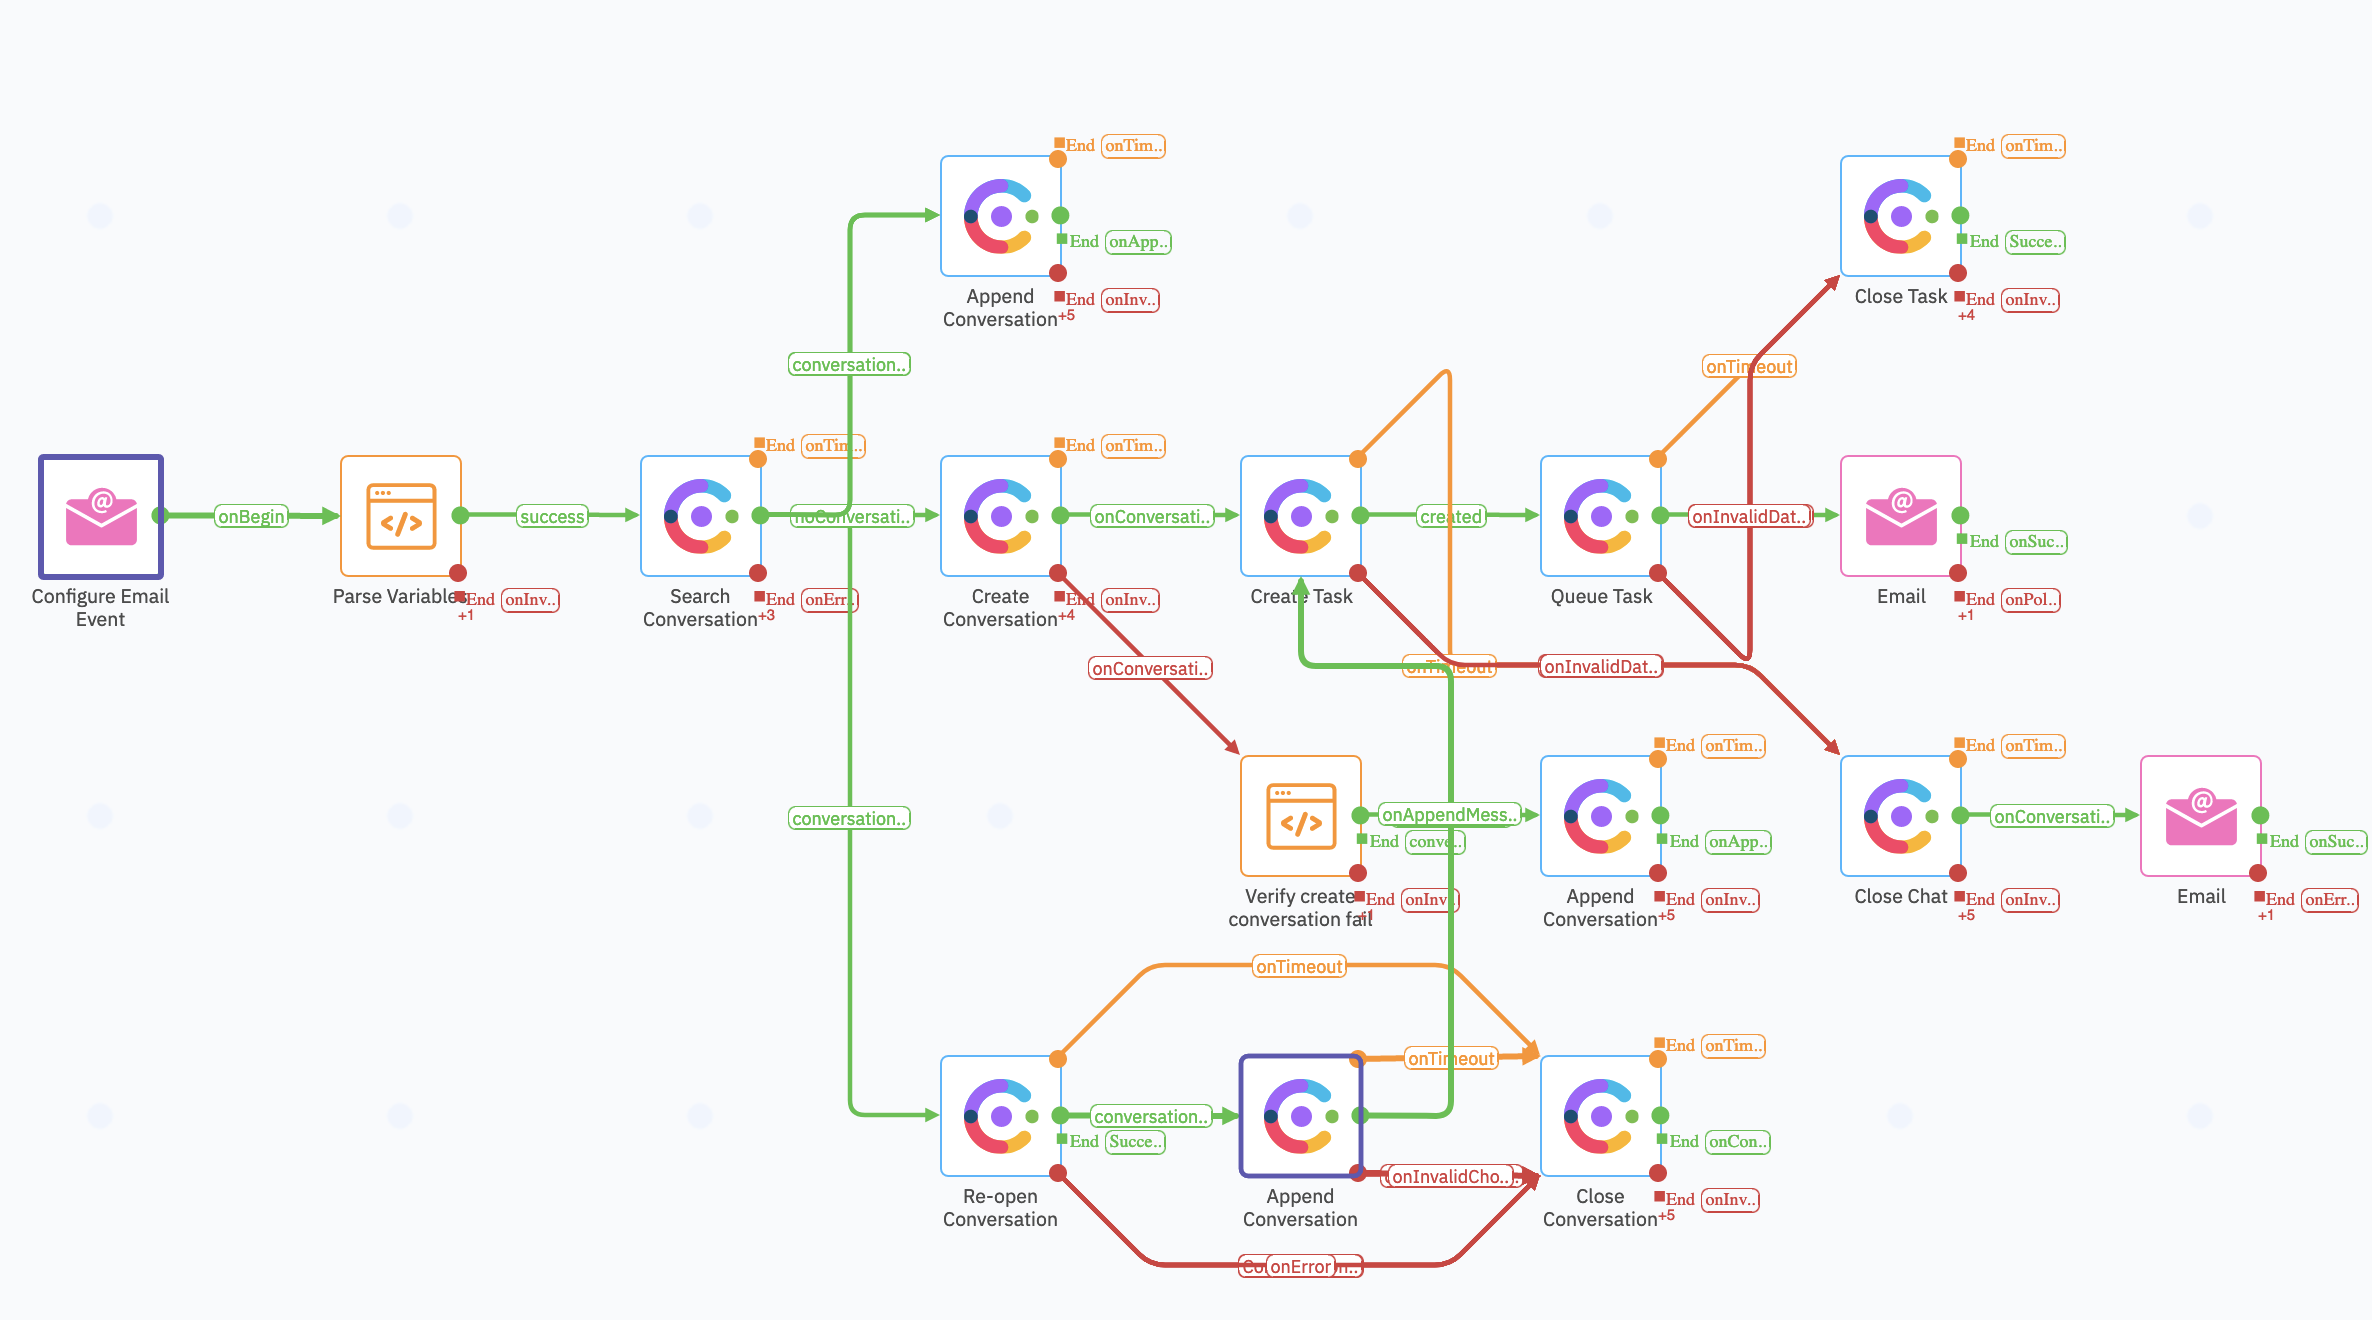 End onTim..
End onApp..
End onInv..
Append
Conversation+5
End onTim..
End Succe..
End onInv..
Close Task
+4
conversation..
onTimeout
End onTim..
End onTim..
onBegin
success
noConversati..
onConversati..
created
onInvalidDat..
End onSuc..
Configure Email
Event
Parse Variables
End onInv..
+1
Search
Conversation+3
End onErr..
Create
Conversation+4
End onInv..
Create Task
Queue Task
Email
End onPol..
+1
onConversati..
onTimeout
onInvalidDat..
End onTim..
End onTim..
conversation..
onAppendMess..
End conve..
End onApp..
onConversati..
End onSuc..
Verify create
conversation fail
End onInv..
+1
Append
Conversation+5
End onInv..
Close Chat
End onInv..
+5
Email
End onErr..
+1
onTimeout
onTimeout
End onTim..
conversation..
End Succe..
End onCon..
onInvalidCho..
Re-open
Conversation
Append
Conversation
Close
Conversation+5
End onInv..
onError